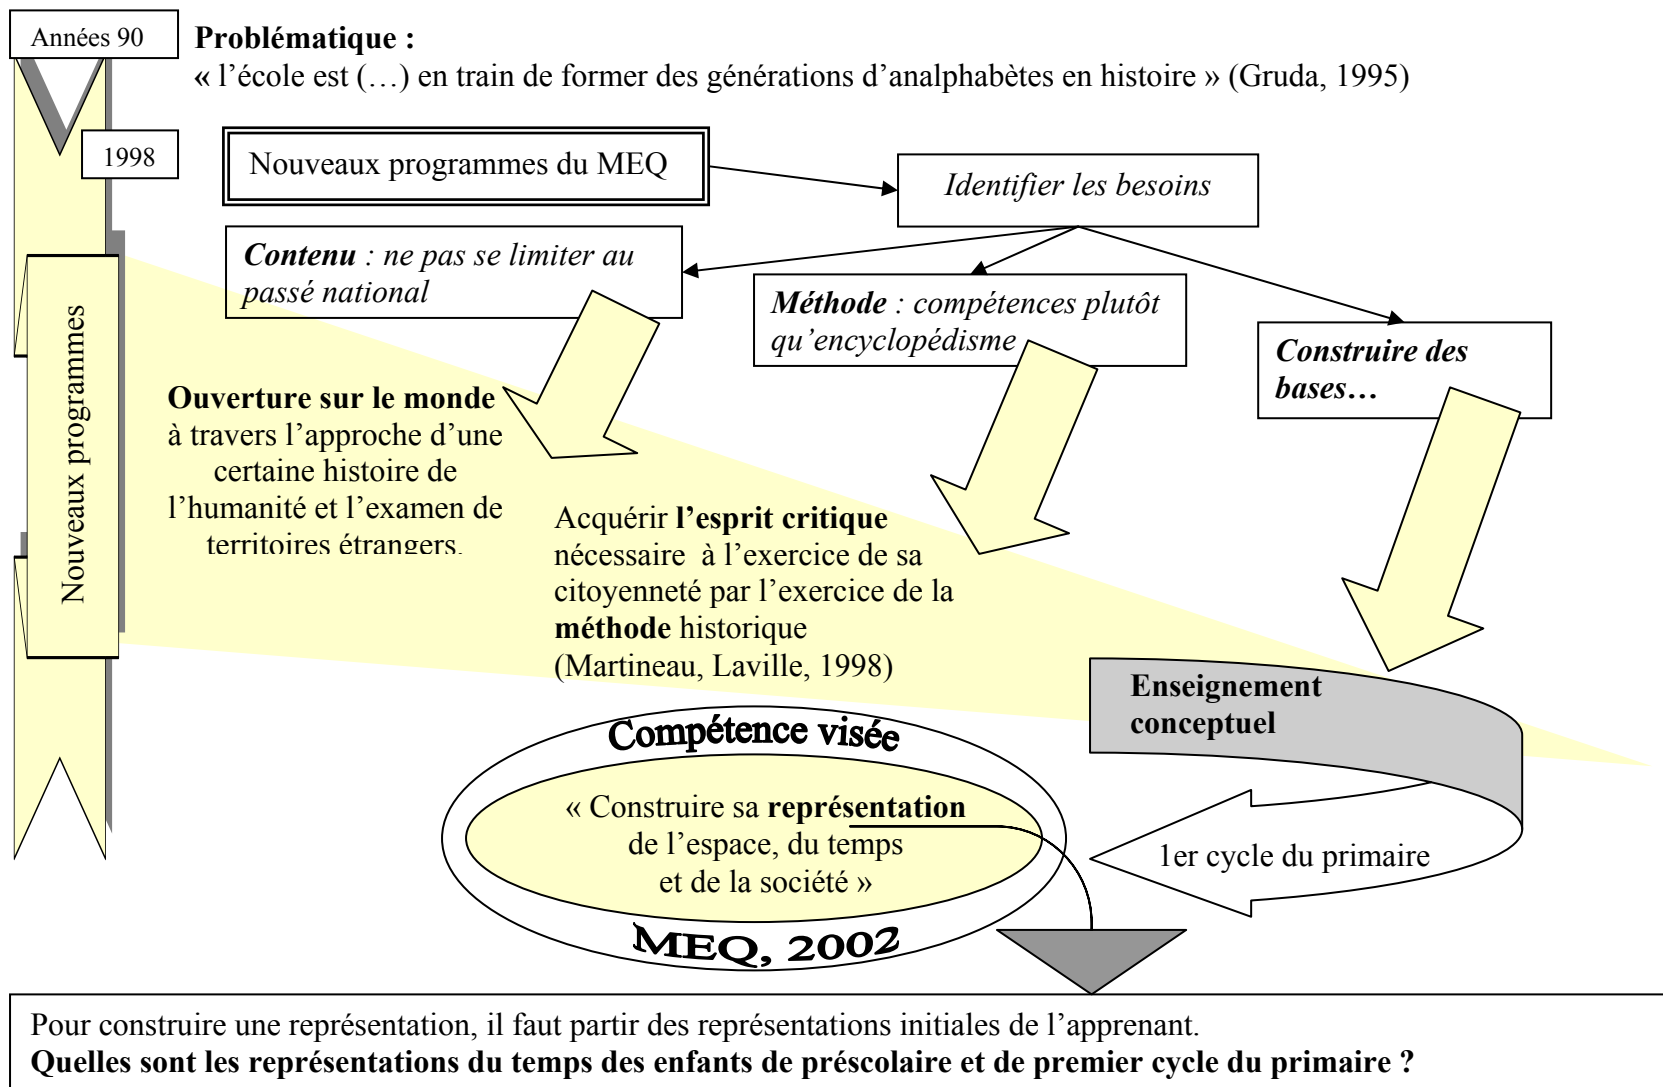 Années 90
Problématique :
« l’école est (…) en train de former des générations d’analphabètes en histoire » (Gruda, 1995)
1998
Nouveaux programmes du MEQ
Identifier les besoins
Contenu : ne pas se limiter au
passé national
Méthode : compétences plutôt
qu’encyclopédisme
Construire des
bases…
Nouveaux programmes
Ouverture sur le monde
à travers l’approche d’une
certaine histoire de
l’humanité et l’examen de
territoires étrangers.
Acquérir l’esprit critique
nécessaire à l’exercice de sa
citoyenneté par l’exercice de la
méthode historique
(Martineau, Laville, 1998)
Enseignement
conceptuel
Compétence visée
« Construire sa représentation
de l’espace, du temps
et de la société »
MEQ, 2002
1er cycle du primaire
Pour construire une représentation, il faut partir des représentations initiales de l’apprenant.
Quelles sont les représentations du temps des enfants de préscolaire et de premier cycle du primaire ?